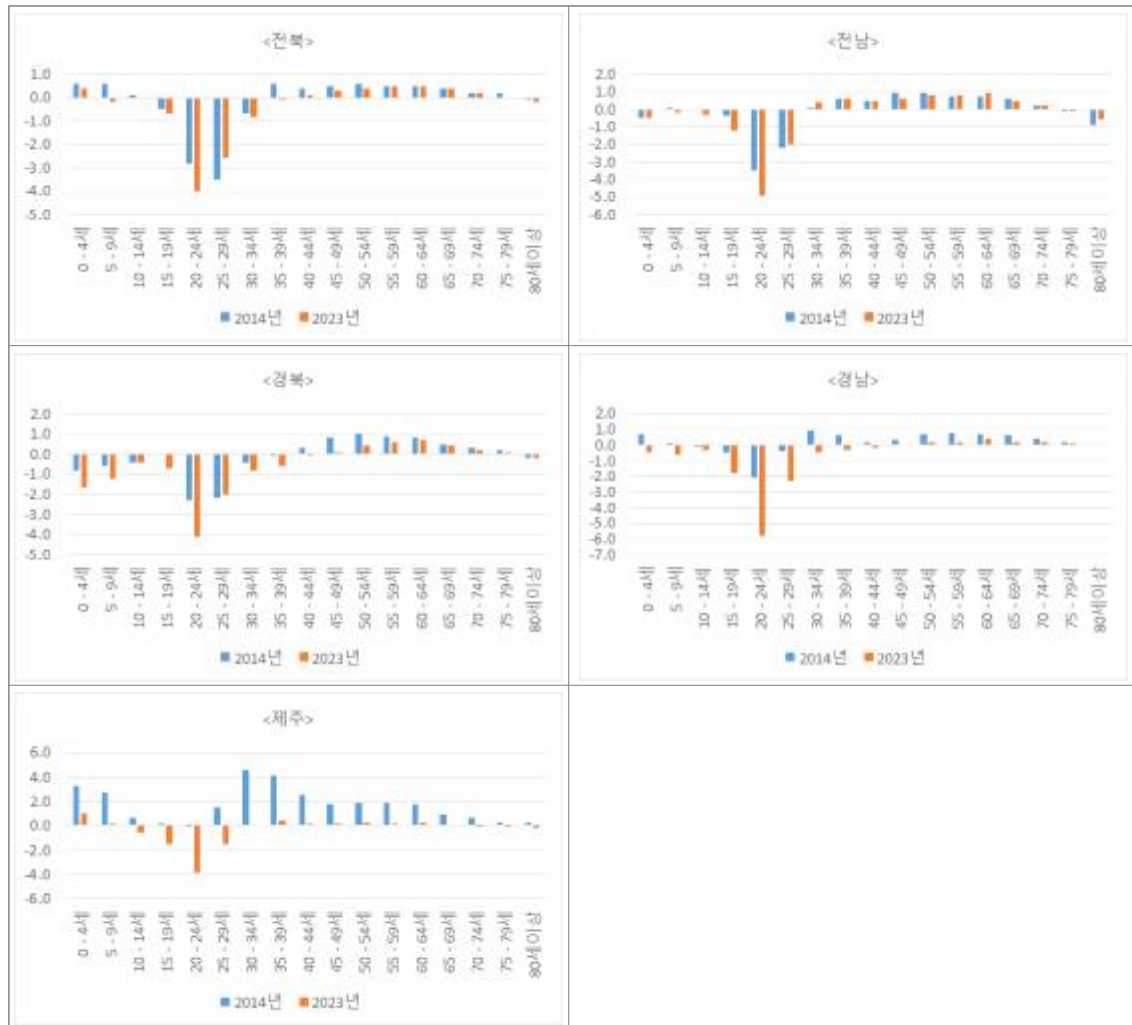 <전북>
1.0
0.0
-1.0
-2.0
-3.0
-4.0
-5.0
0 - 4세
5 - 9세
10 - 14세
15 - 19세
20 - 24세
25 - 29세
30 - 34세
35 - 39세
40 - 44세
45 - 49세
50 - 54세
55 - 59세
60 - 64세
65 - 69세
70 - 74세
75 - 79세
80세이상
2014년 2023년
<전남>
2.0
1.0
0.0
-1.0
-2.0
-3.0
-4.0
-5.0
-6.0
0 - 4세
5 - 9세
10 - 14세
15 - 19세
20 - 24세
25 - 29세
30 - 34세
35 - 39세
40 - 44세
45 - 49세
50 - 54세
55 - 59세
60 - 64세
65 - 69세
70 - 74세
75 - 79세
80세이상
2014년 2023년
<경북>
2.0
1.0
0.0
-1.0
-2.0
-3.0
-4.0
-5.0
0 - 4세
5 - 9세
10 - 14세
15 - 19세
20 - 24세
25 - 29세
30 - 34세
35 - 39세
40 - 44세
45 - 49세
50 - 54세
55 - 59세
60 - 64세
65 - 69세
70 - 74세
75 - 79세
80세이상
2014년 2023년
<경남>
2.0
1.0
0.0
-1.0
-2.0
-3.0
-4.0
-5.0
-6.0
-7.0
0 - 4세
5 - 9세
10 - 14세
15 - 19세
20 - 24세
25 - 29세
30 - 34세
35 - 39세
40 - 44세
45 - 49세
50 - 54세
55 - 59세
60 - 64세
65 - 69세
70 - 74세
75 - 79세
80세이상
2014년 2023년
<제주>
6.0
4.0
2.0
0.0
-2.0
-4.0
-6.0
0 - 4세
5 - 9세
10 - 14세
15 - 19세
20 - 24세
25 - 29세
30 - 34세
35 - 39세
40 - 44세
45 - 49세
50 - 54세
55 - 59세
60 - 64세
65 - 69세
70 - 74세
75 - 79세
80세이상
2014년 2023년